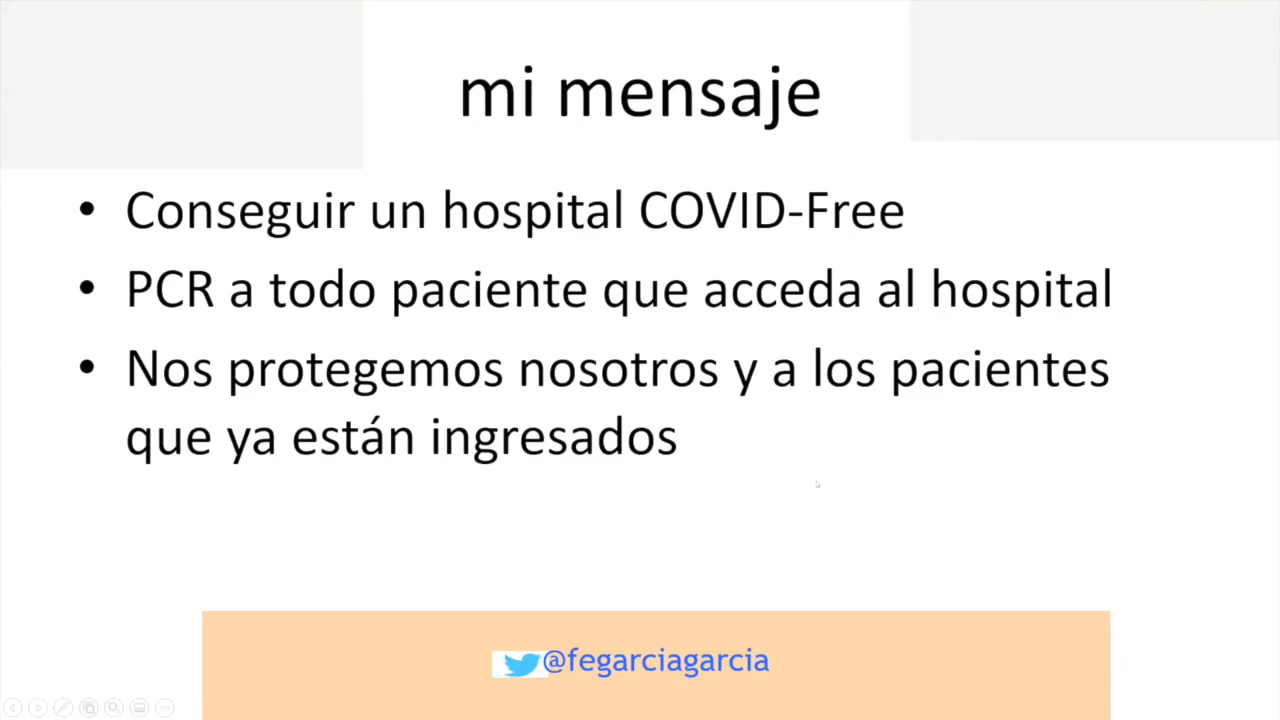 mi mensaje
• Conseguir un hospital COVID-Free
• PCR a todo paciente que acceda al hospital
• Nos protegemos nosotros y a los pacientes
que ya están ingresados
@fegarciagarcia